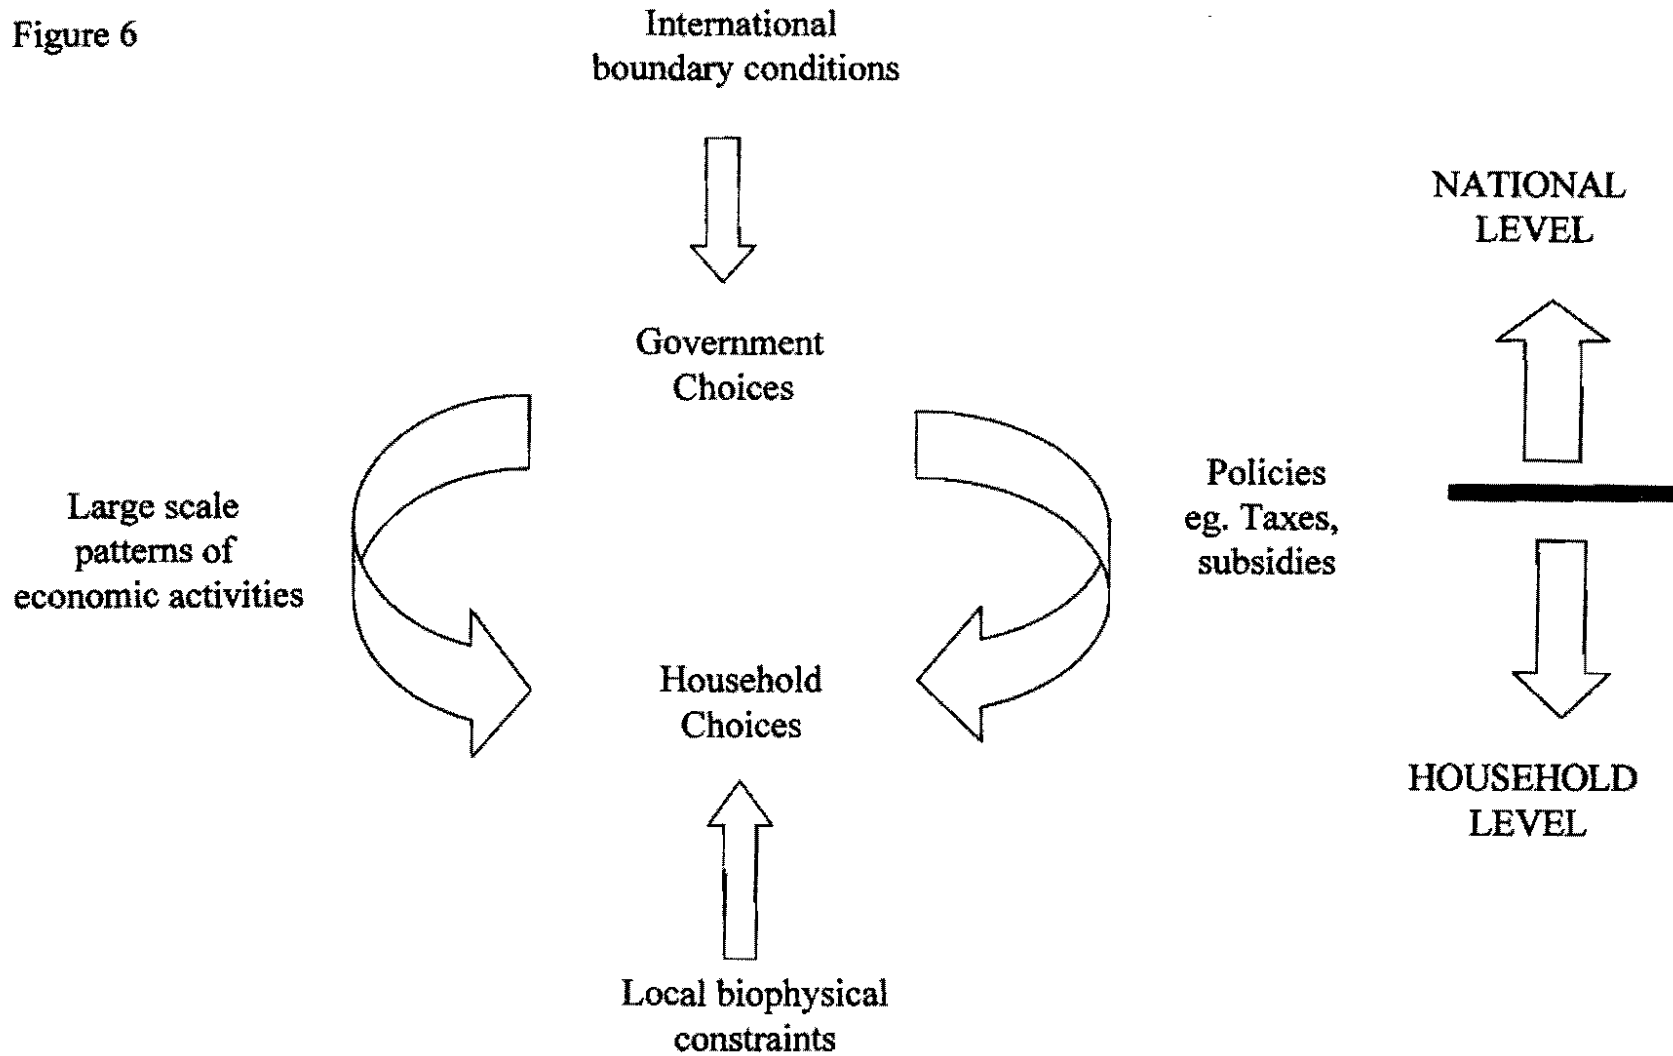 Figure 6
International
boundary conditions
NATIONAL
LEVEL
Government
Choices
Large scale
patterns of
economic activities
Policies
eg. Taxes,
subsidies
Household
Choices
HOUSEHOLD
LEVEL
Local biophysical
constraints